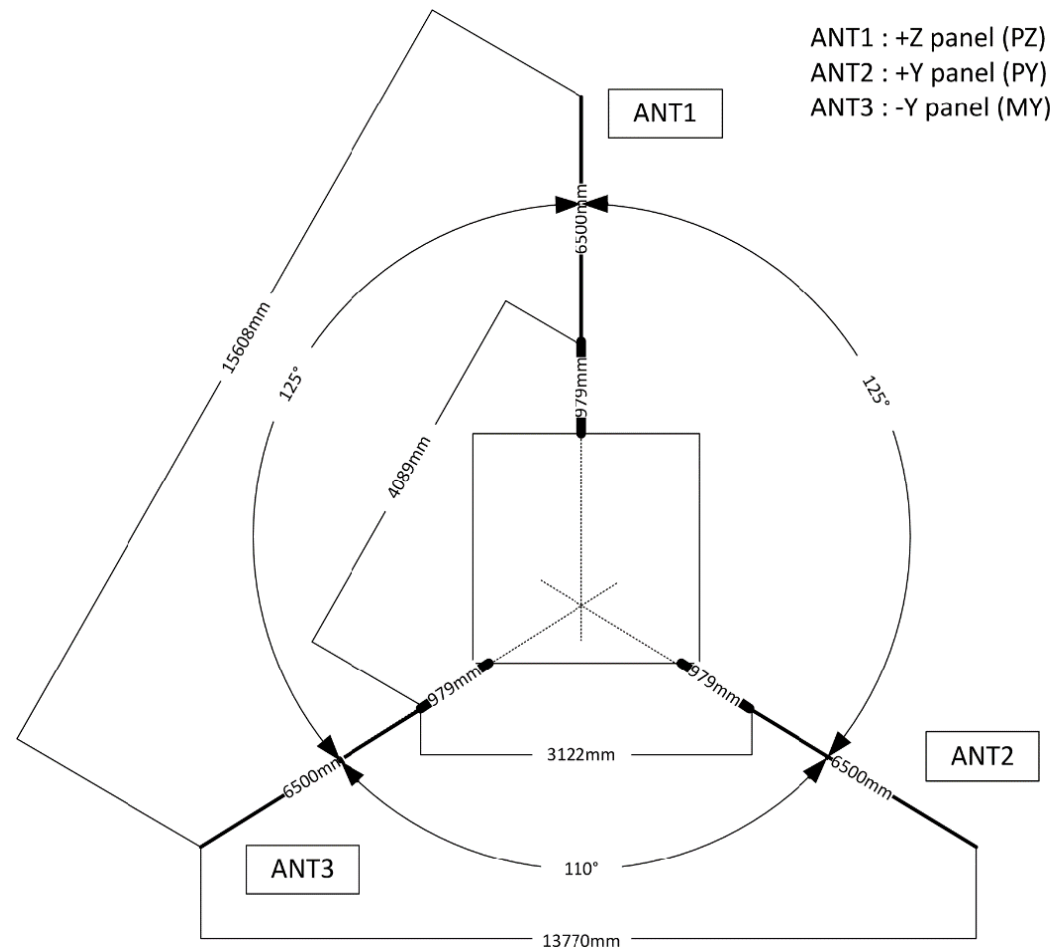 ANT1 : +Z panel (PZ)
ANT2 : +Y panel (PY)
ANT3 : -Y panel (MY)
ANT1
6500mm
15608mm
125°
125°
979mm
4089mm
979mm
979mm
3122mm
ANT2
6500mm
6500mm
ANT3
110°
13770mm